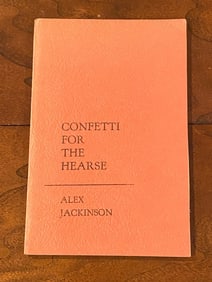 CONFETTI
FOR
THE
HEARSE
ALEX
JACKINSON